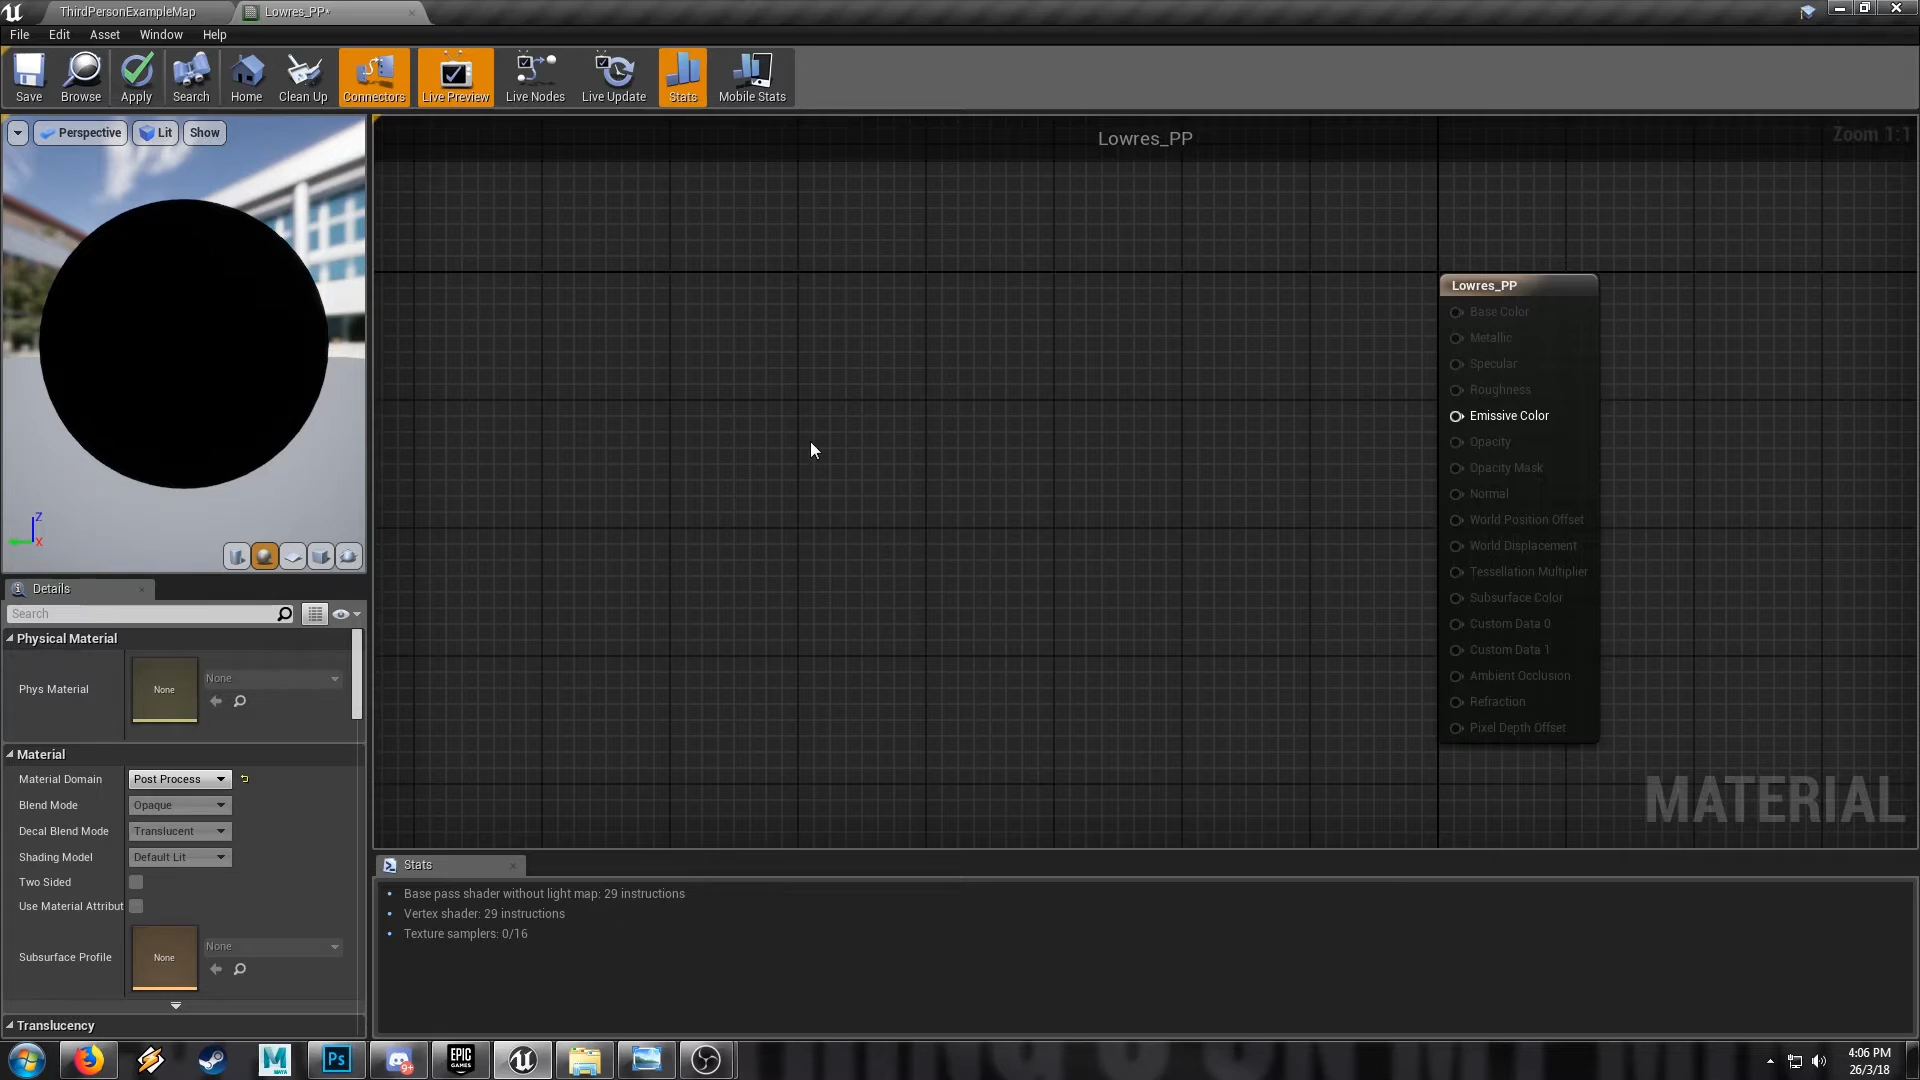 ThirdPersonExampleMap
Lowres_PP*
File Edit Asset Window Help
Save Browse Apply Search Home Clean Up Connectors Live Preview Live Nodes Live Update Stats Mobile Stats
Perspective Lit Show
Lowres_PP
Zoom 1:1
Z
X
Lowres_PP
Base Color
Metallic
Specular
Roughness
Emissive Color
Opacity
Opacity Mask
Normal
World Position Offset
World Displacement
Tessellation Multiplier
Subsurface Color
Custom Data 0
Custom Data 1
Ambient Occlusion
Refraction
Pixel Depth Offset
MATERIAL
Details
Search
Physical Material
Phys Material
None
None
Material
Material Domain Post Process
Blend Mode Opaque
Decal Blend Mode Translucent
Shading Model Default Lit
Two Sided
Use Material Attribut
Subsurface Profile
None
None
Translucency
Stats
Base pass shader without light map: 29 instructions
Vertex shader: 29 instructions
Texture samplers: 0/16
MAYA
Ps
9+
EPIC
GAMES
4:06 PM
26/3/18